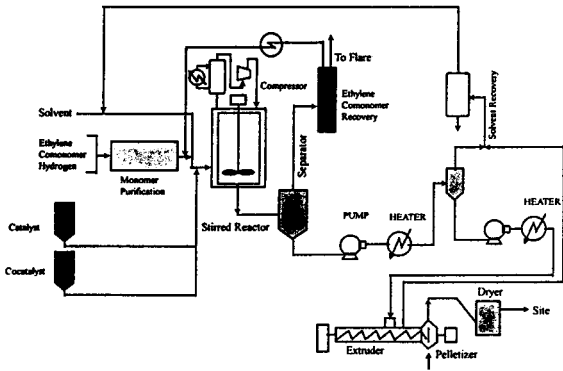 To Flare
Compressor
Ethylene
Comonomer
Recovery
Solvent Recovery
Solvent
Ethylene
Comonomer
Hydrogen
Monomer
Purification
Separator
Stirred Reactor
PUMP
HEATER
HEATER
Catalyst
Cocatalyst
Dryer
Site
Extruder
Pelletizer